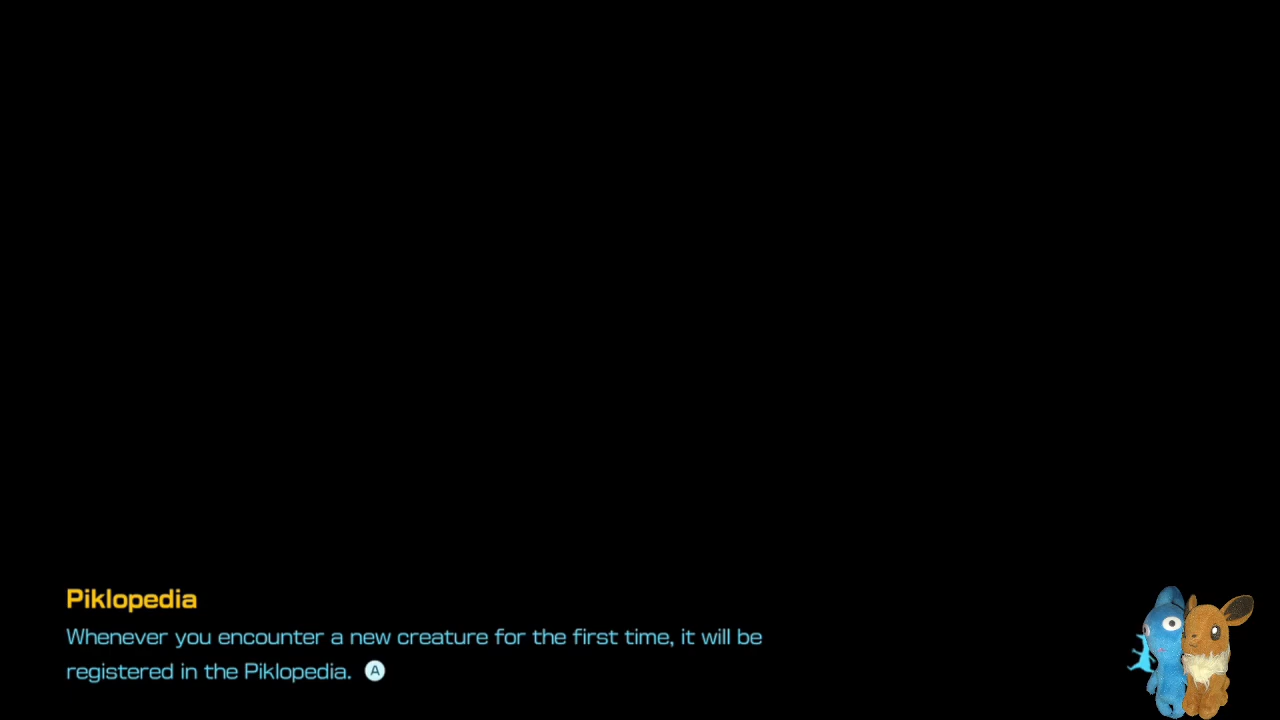 Piklopedia
Whenever you encounter a new creature for the first time, it will be
registered in the Piklopedia. A